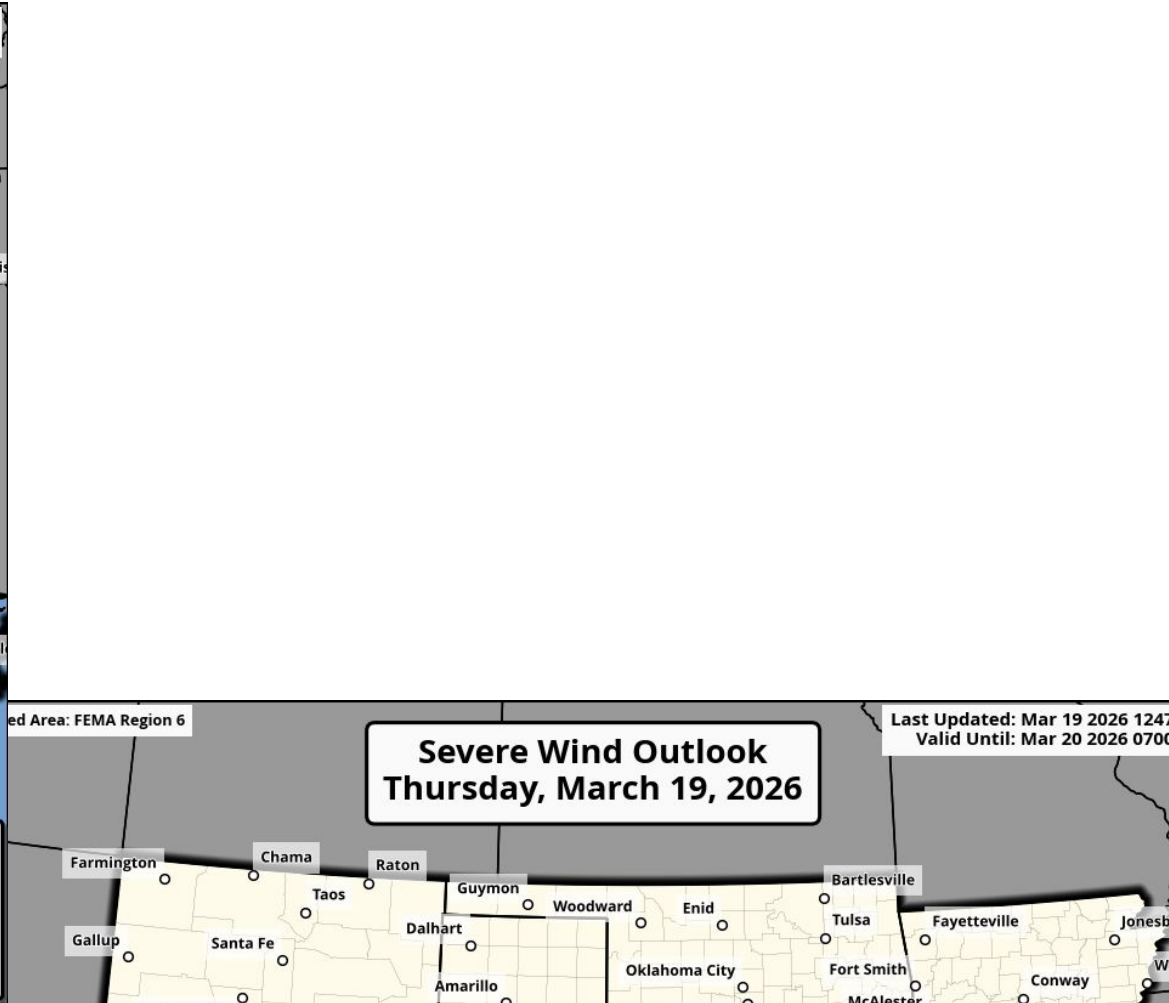 ed Area: FEMA Region 6
Severe Wind Outlook
Thursday, March 19, 2026
Last Updated: Mar 19 2026 1247
Valid Until: Mar 20 2026 0700
Farmington
Chama
Raton
Taos
Guymon
Woodward
Enid
Bartlesville
Dalhart
Tulsa
Fayetteville
Jonesb
Gallup
Santa Fe
Oklahoma City
Fort Smith
Amarillo
Conway
McAlester